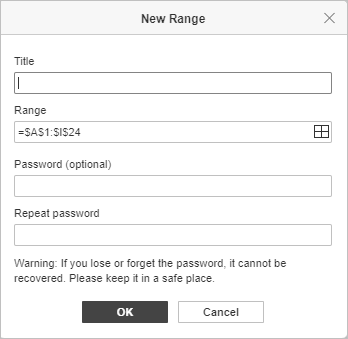 New Range
Title
Range
=$A$1:$I$24
Password (optional)
Repeat password
Warning: If you lose or forget the password, it cannot be
recovered. Please keep it in a safe place.
OK Cancel